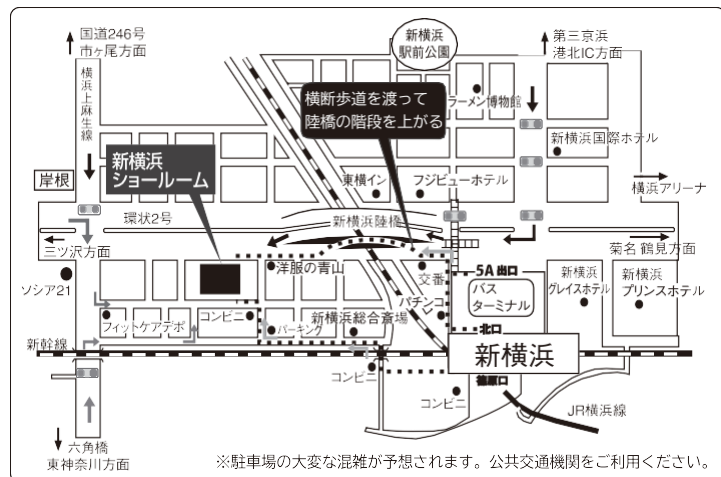 国道246号
市ヶ尾方面
横浜上麻生線
新横浜
駅前公園
第三京浜
港北IC方面
横断歩道を渡って
陸橋の階段を上がる
ラーメン博物館
新横浜国際ホテル
新横浜
ショールーム
岸根
東横イン
フジビューホテル
横浜アリーナ
環状2号
新横浜陸橋
三ツ沢方面
菊名 鶴見方面
ソシア21
洋服の青山
交番
5A 出口
バス
ターミナル
新横浜
グレイスホテル
新横浜
プリンスホテル
パチンコ
コンビニ
フィットケアデポ
パーキング
新横浜総合斎場
北口
新幹線
新横浜
コンビニ
篠原口
コンビニ
JR横浜線
六角橋
東神奈川方面
※駐車場の大変な混雑が予想されます。公共交通機関をご利用ください。